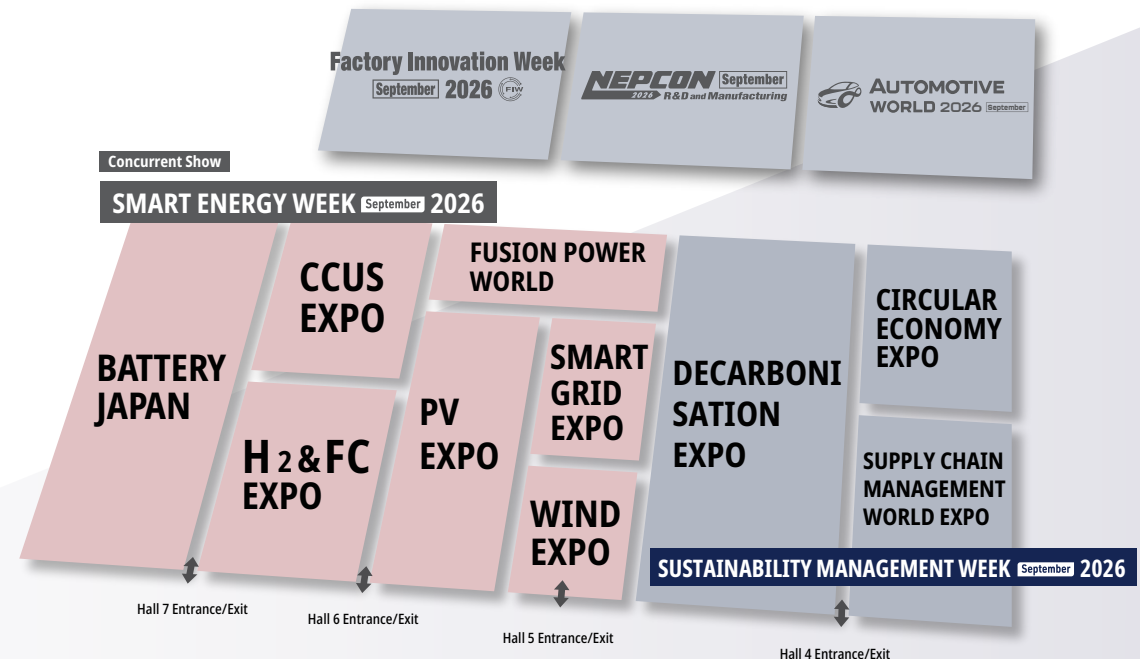 Factory Innovation Week
September 2026 FIW
NEPCON September
2026 R&D and Manufacturing
AUTOMOTIVE
WORLD 2026 September
Concurrent Show
SMART ENERGY WEEK September 2026
BATTERY
JAPAN
CCUS
EXPO
H2&FC
EXPO
FUSION POWER
WORLD
PV
EXPO
SMART
GRID
EXPO
WIND
EXPO
DECARBONI
SATION
EXPO
CIRCULAR
ECONOMY
EXPO
SUPPLY CHAIN
MANAGEMENT
WORLD EXPO
SUSTAINABILITY MANAGEMENT WEEK September 2026
Hall 7 Entrance/Exit
Hall 6 Entrance/Exit
Hall 5 Entrance/Exit
Hall 4 Entrance/Exit